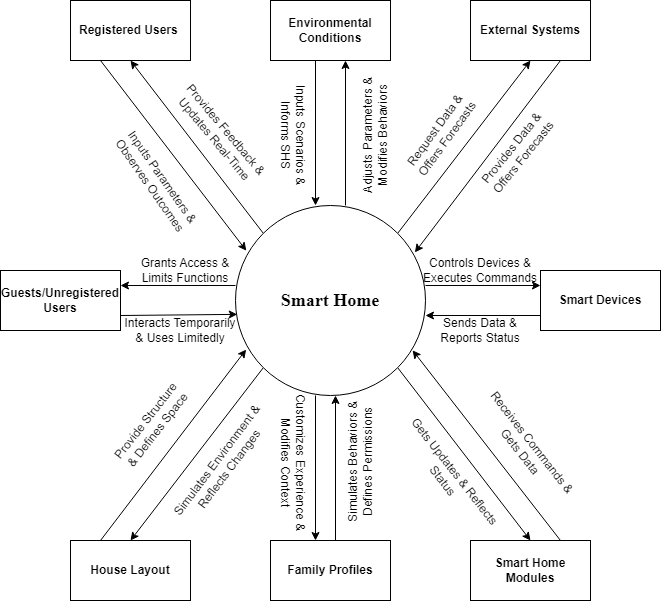 Registered Users
Environmental
Conditions
External Systems
Inputs Parameters &
Observes Outcomes
Provides Feedback &
Updates Real-Time
Inputs Scenarios &
Informs SHS
Adjusts Parameters &
Modifies Behaviors
Request Data &
Offers Forecasts
Provides Data &
Offers Forecasts
Guests/Unregistered
Users
Grants Access &
Limits Functions
Interacts Temporarily
& Uses Limitedly
Smart Home
Controls Devices &
Executes Commands
Sends Data &
Reports Status
Smart Devices
Provide Structure
& Defines Space
Simulates Environment &
Reflects Changes
Customizes Experience &
Modifies Context
Simulates Behaviors &
Defines Permissions
Gets Updates & Reflects
Status
Receives Commands &
Gets Data
House Layout
Family Profiles
Smart Home
Modules